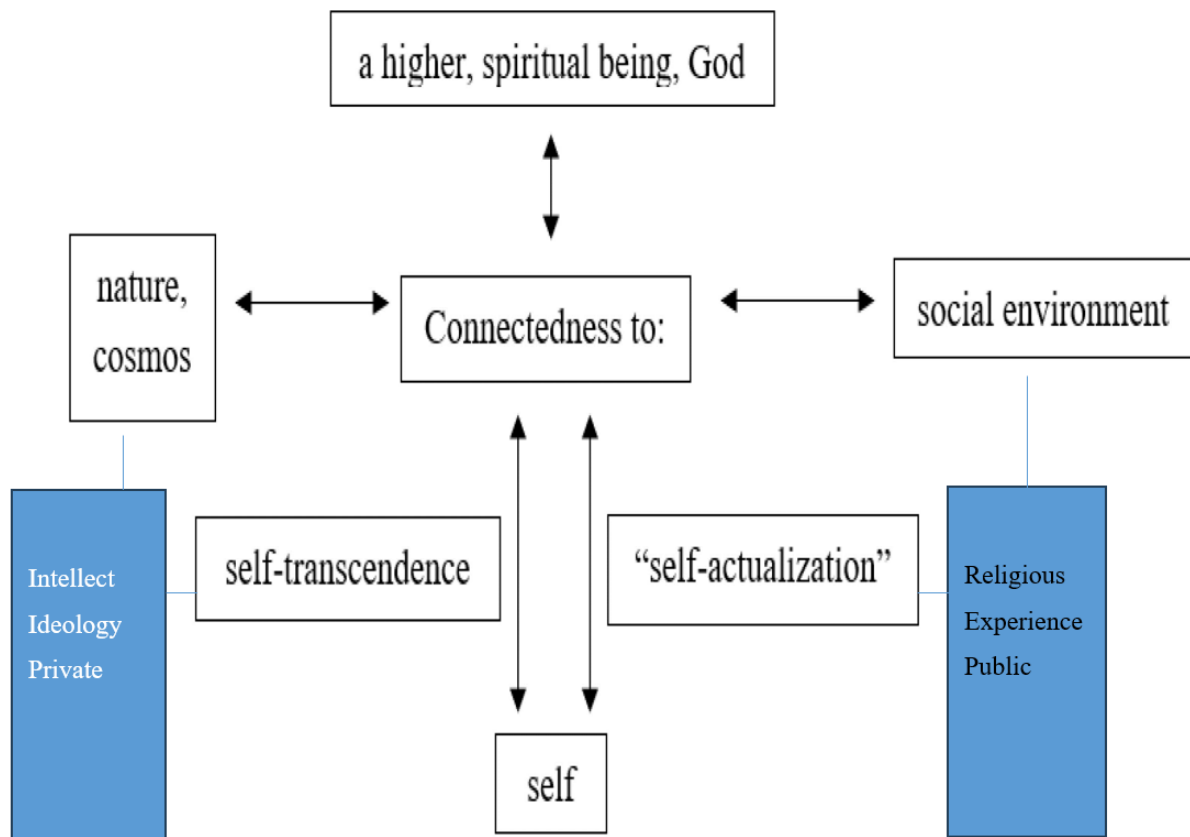 a higher, spiritual being, God
nature,
cosmos
Connectedness to:
social environment
Intellect
Ideology
Private
self-transcendence
“self-actualization”
Religious
Experience
Public
self